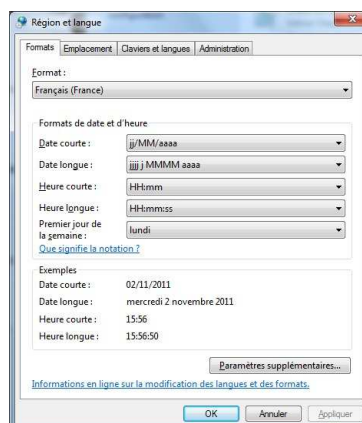 Région et langue
Formats Emplacement Claviers et langues Administration
Format :
Français (France)
Formats de date et d'heure
Date courte : jj/MM/aaaa
Date longue : jjjj j MMMM aaaa
Heure courte : HH:mm
Heure longue : HH:mm:ss
Premier jour de la semaine : lundi
Que signifie la notation ?
Exemples
Date courte : 02/11/2011
Date longue : mercredi 2 novembre 2011
Heure courte : 15:56
Heure longue : 15:56:50
Paramètres supplémentaires...
Informations en ligne sur la modification des langues et des formats.
OK Annuler Appliquer